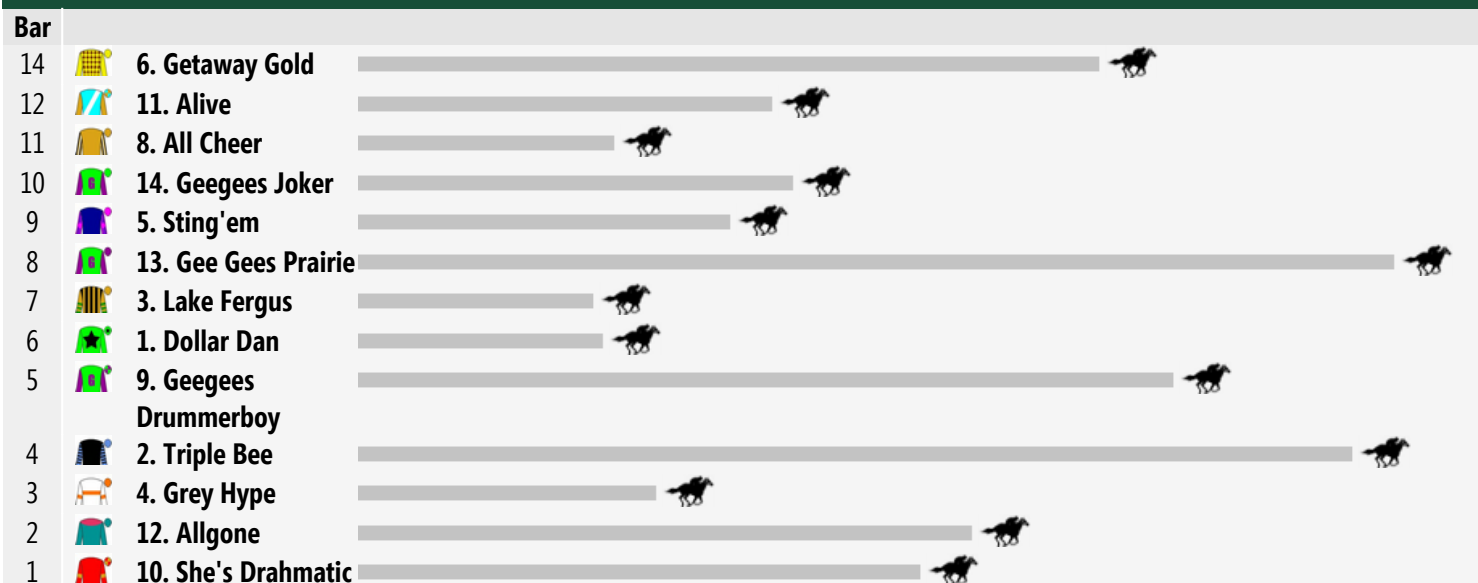 Bar
14 6. Getaway Gold
12 11. Alive
11 8. All Cheer
10 G 14. Geegees Joker
9 5. Sting'em
8 G 13. Gee Gees Prairie
7 3. Lake Fergus
6 1. Dollar Dan
5 G 9. Geegees
Drummerboy
4 2. Triple Bee
3 4. Grey Hype
2 12. Allgone
1 10. She's Drahmatic